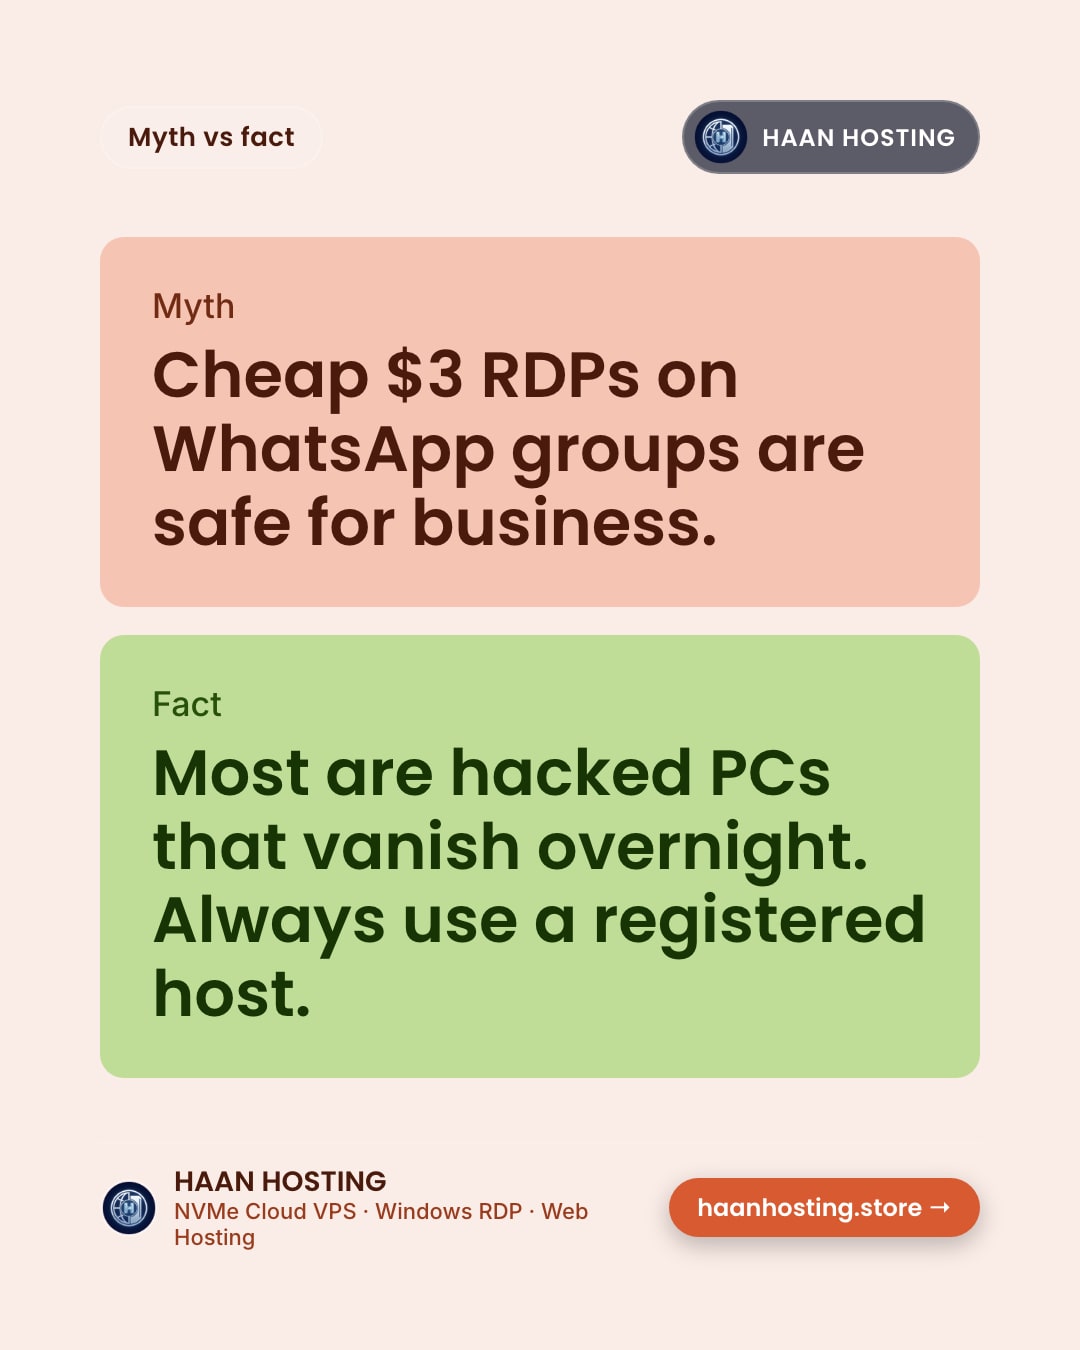 Myth vs fact
HAAN HOSTING
Myth
Cheap $3 RDPs on
WhatsApp groups are
safe for business.
Fact
Most are hacked PCs
that vanish overnight.
Always use a registered
host.
HAAN HOSTING
NVMe Cloud VPS · Windows RDP · Web
Hosting
haanhosting.store →